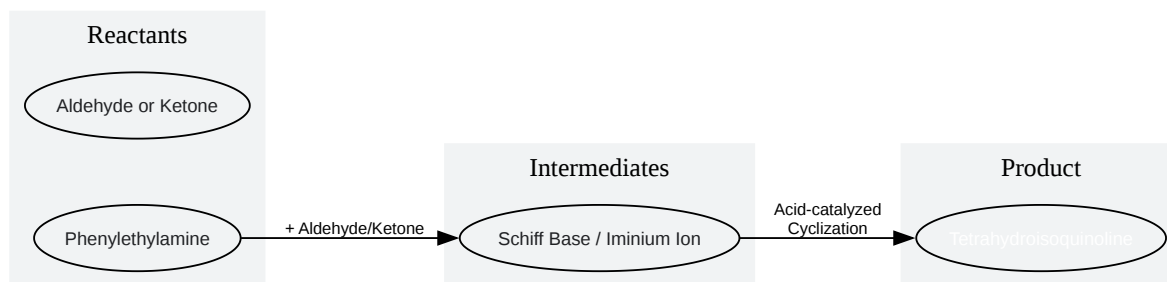 Reactants
Aldehyde or Ketone
Phenylethylamine
+ Aldehyde/Ketone
Intermediates
Schiff Base / Iminium Ion
Acid-catalyzed
Cyclization
Product
Tetrahydroisoquinoline